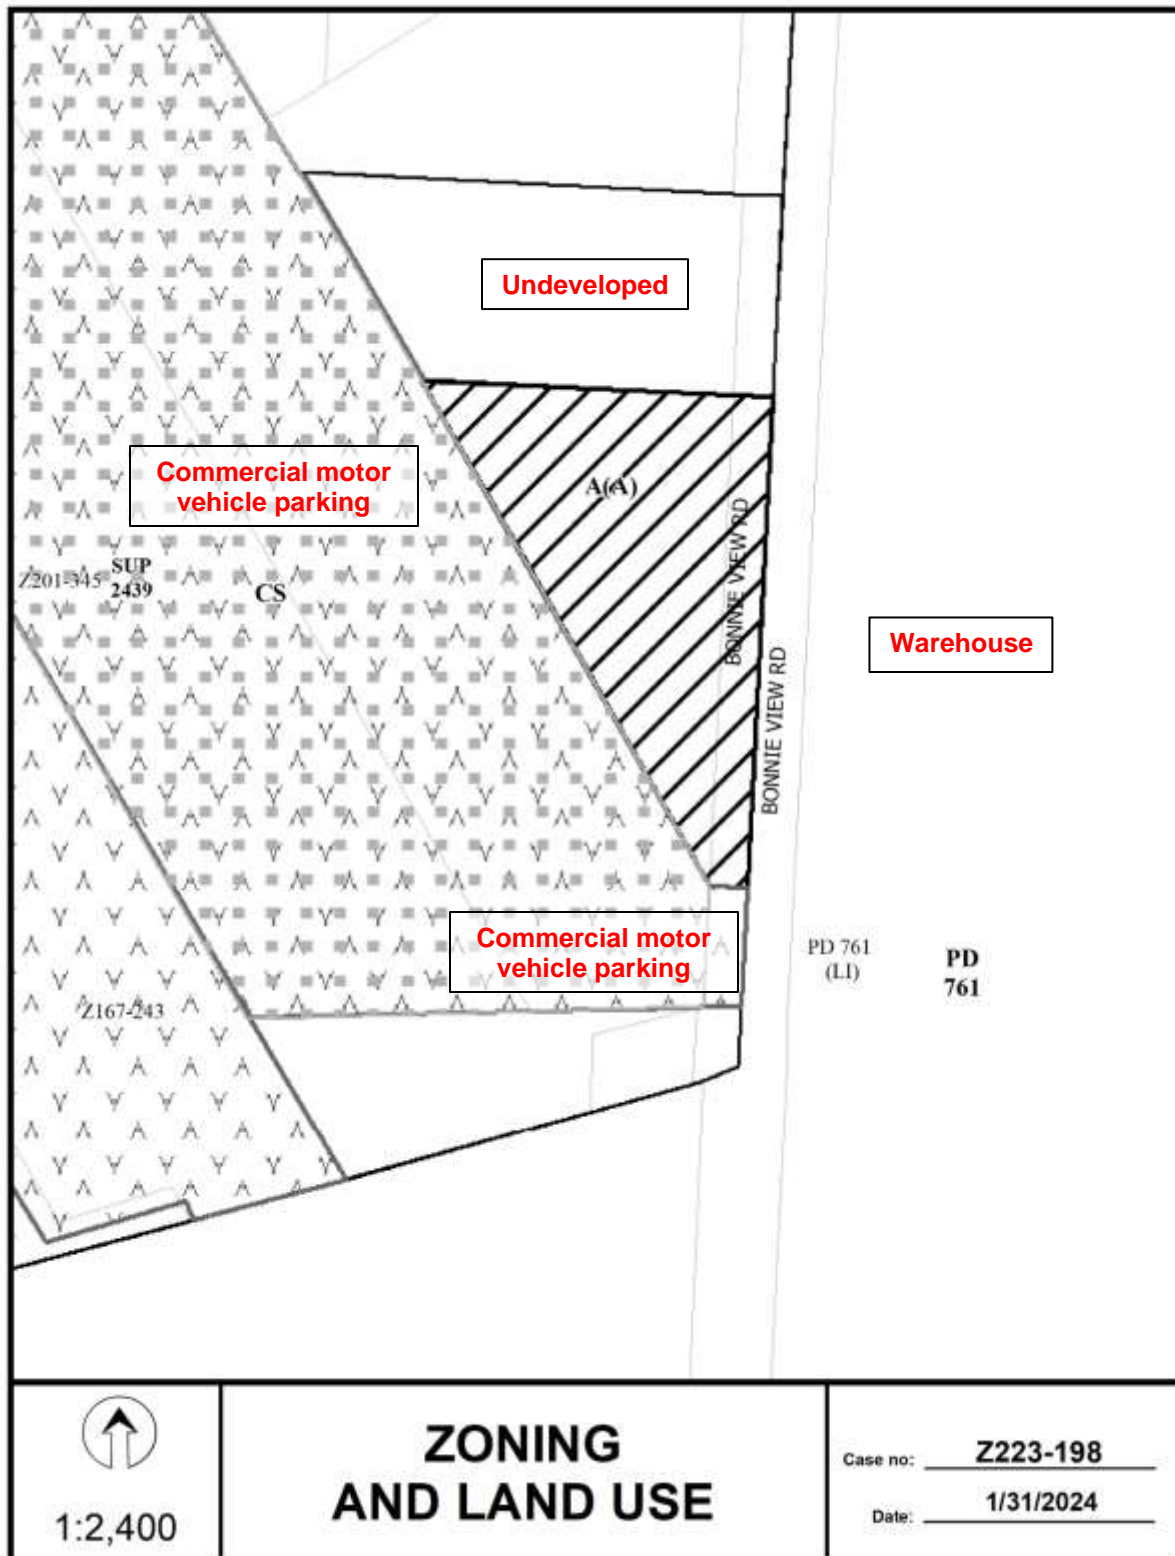 Undeveloped
Commercial motor
vehicle parking
A(A)
BONNIE VIEW RD
Z201-345
SUP
2439
CS
Warehouse
BONNIE VIEW RD
Commercial motor
vehicle parking
PD 761
(LI)
PD
761
Z167-243
1:2,400
ZONING
AND LAND USE
Case no: Z223-198
Date: 1/31/2024